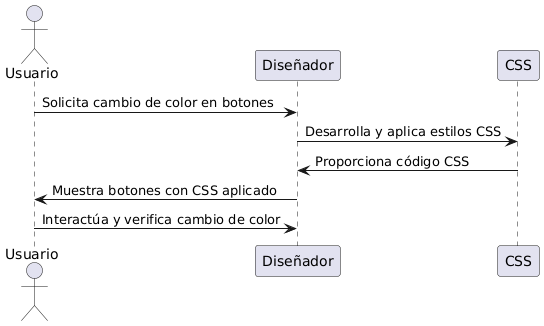 Usuario
Diseñador
CSS
Solicita cambio de color en botones
Desarrolla y aplica estilos CSS
Proporciona código CSS
Muestra botones con CSS aplicado
Interactúa y verifica cambio de color
Usuario
Diseñador
CSS